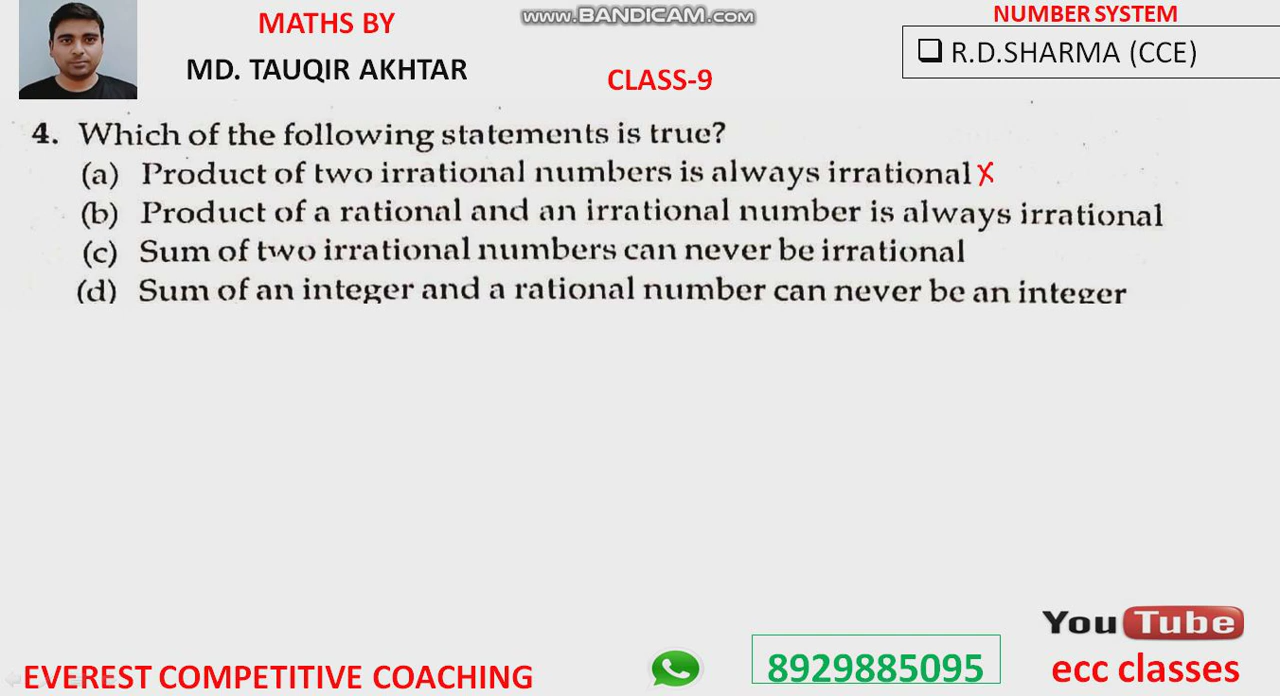 MATHS BY
www.BANDICAM.com
NUMBER SYSTEM
MD. TAUQIR AKHTAR
CLASS-9
❑ R.D.SHARMA (CCE)
4. Which of the following statements is true?
(a) Product of two irrational numbers is always irrational X
(b) Product of a rational and an irrational number is always irrational
(c) Sum of two irrational numbers can never be irrational
(d) Sum of an integer and a rational number can never be an integer
You Tube
EVEREST COMPETITIVE COACHING
8929885095
ecc classes